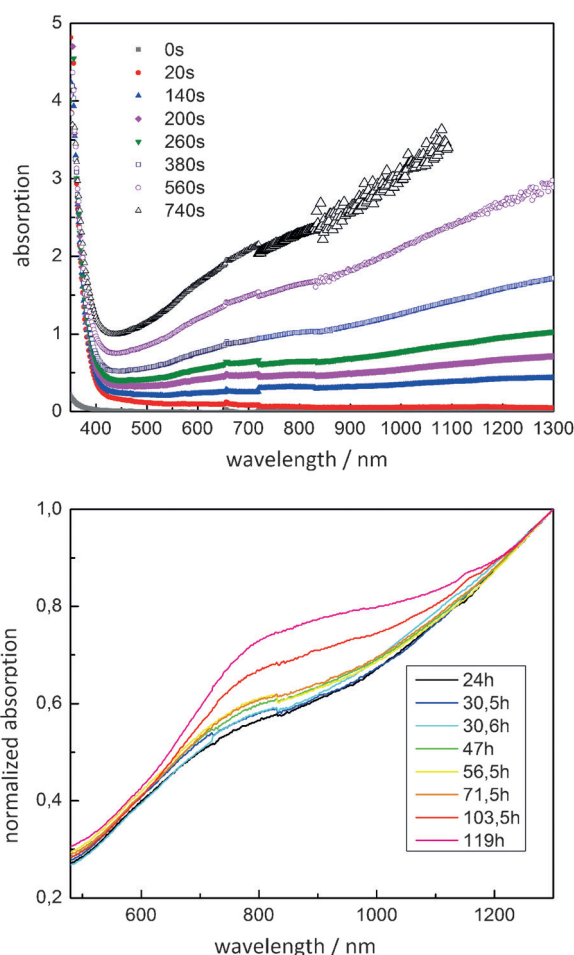 5
4
3
2
1
0
absorption
0s
20s
140s
200s
260s
380s
560s
740s
400 500 600 700 800 900 1000 1100 1200 1300
wavelength / nm
1,0
0,8
0,6
0,4
0,2
normalized absorption
24h
30,5h
30,6h
47h
56,5h
71,5h
103,5h
119h
600 800 1000 1200
wavelength / nm